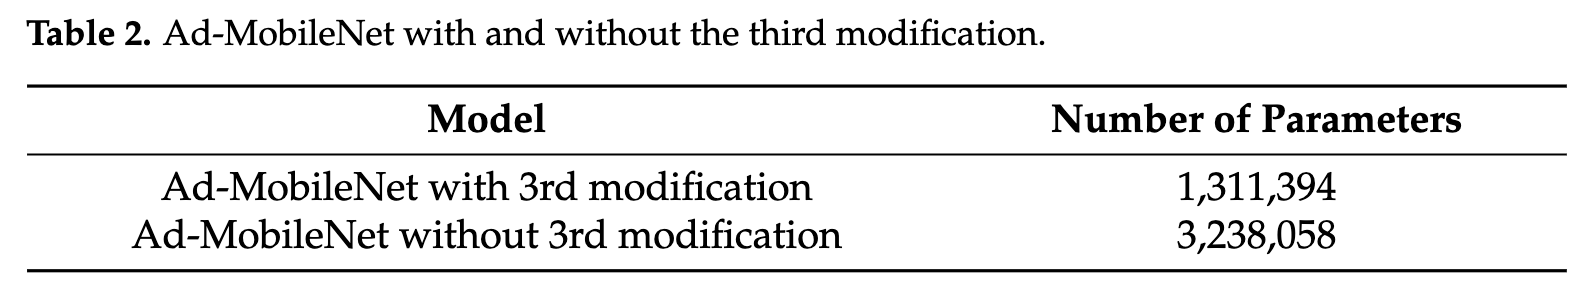 Table 2. Ad-MobileNet with and without the third modification.
Model Number of Parameters
Ad-MobileNet with 3rd modification 1,311,394
Ad-MobileNet without 3rd modification 3,238,058